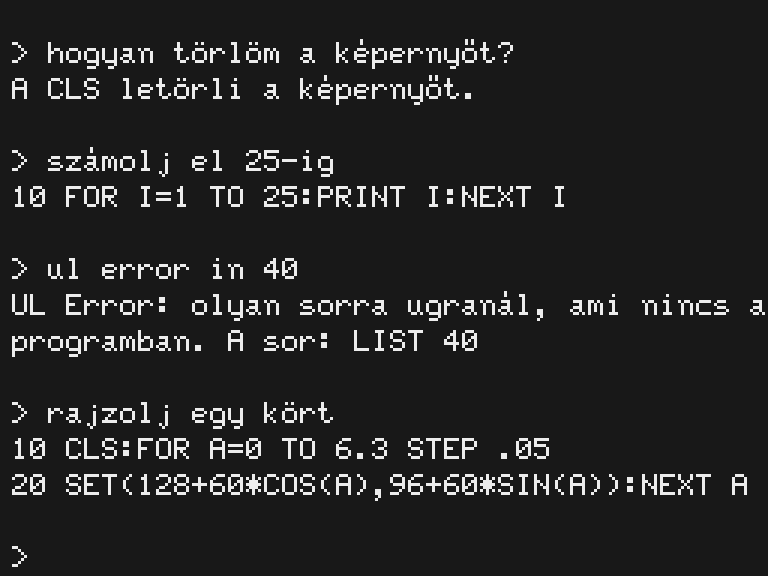 > hogyan törlöm a képernyőt?
A CLS letörli a képernyőt.
> számolj el 25-ig
10 FOR I=1 TO 25:PRINT I:NEXT I
> ul error in 40
UL Error: olyan sorra ugranál, ami nincs a
programban. A sor: LIST 40
> rajzolj egy kört
10 CLS:FOR A=0 TO 6.3 STEP .05
20 SET(128+60*COS(A),96+60*SIN(A)):NEXT A
>